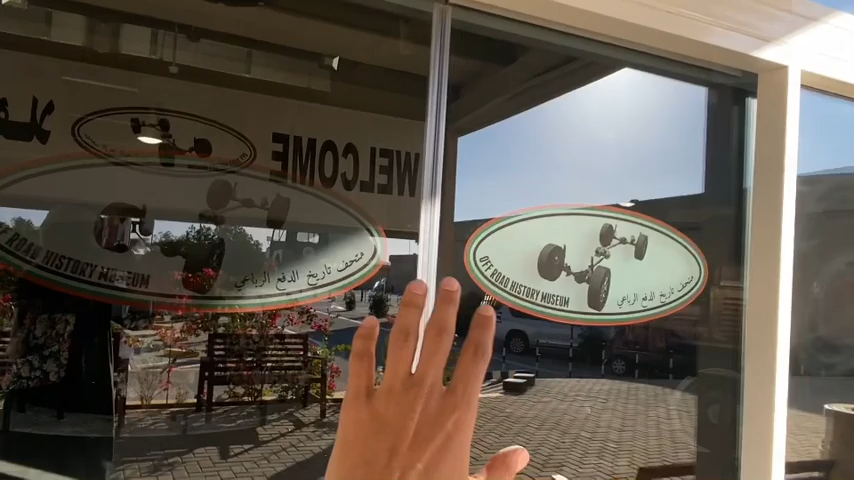 WELCOME
OFF ROAD HISTORY MUSEUM
متحف تاريخ الدفع الرباعي
ROAD HISTORY MUSEUM
متحف تاريخ الدفع الرباعي